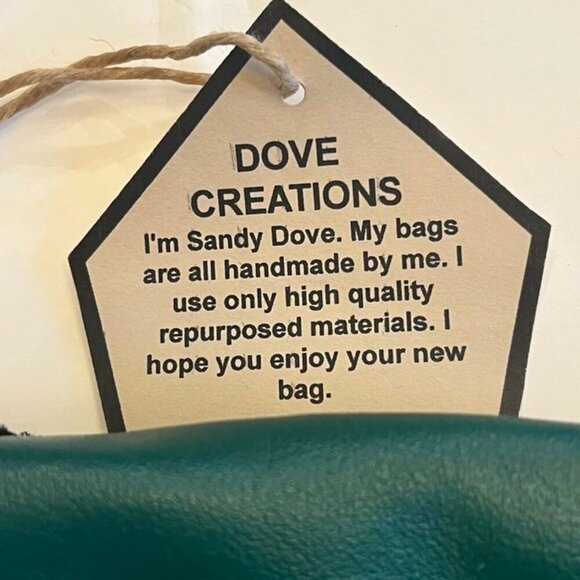 DOVE
CREATIONS
I'm Sandy Dove. My bags
are all handmade by me. I
use only high quality
repurposed materials. I
hope you enjoy your new
bag.